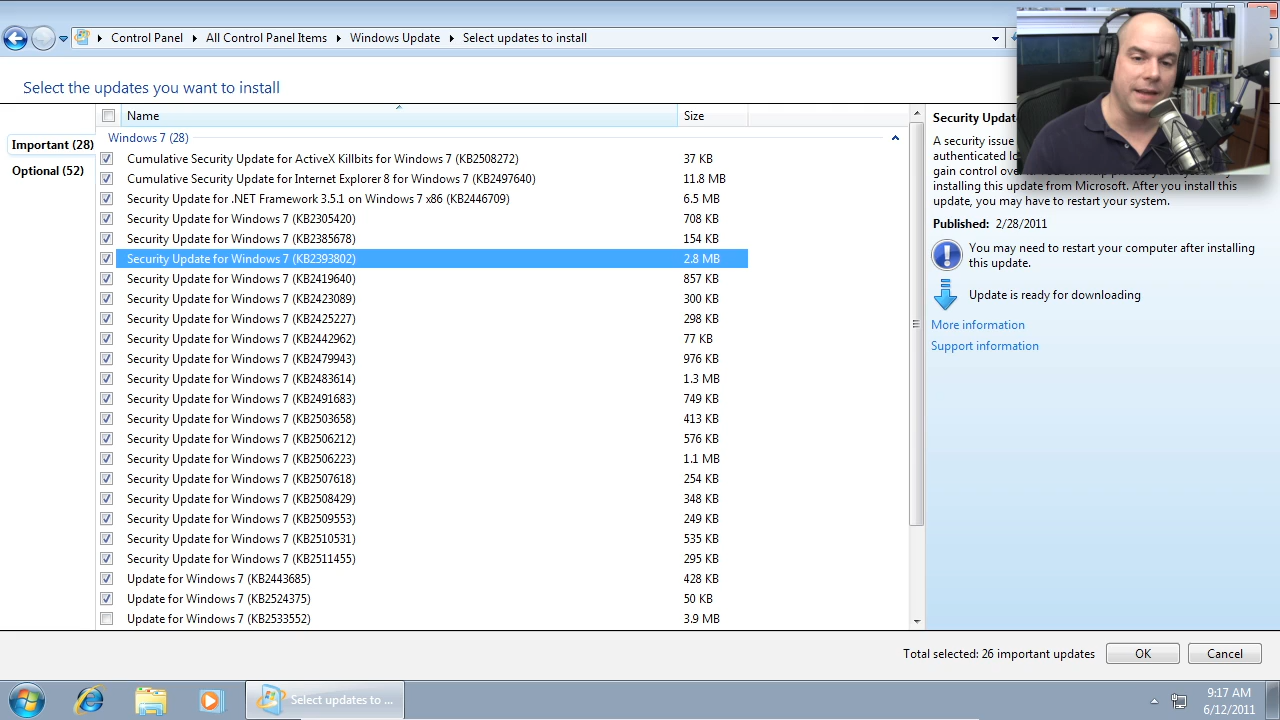 Control Panel
All Control Panel Items
Windows Update
Select updates to install
Select the updates you want to install
Name
Size
Important (28)
Optional (52)
Windows 7 (28)
Cumulative Security Update for ActiveX Killbits for Windows 7 (KB2508272) 37 KB
Cumulative Security Update for Internet Explorer 8 for Windows 7 (KB2497640) 11.8 MB
Security Update for .NET Framework 3.5.1 on Windows 7, x86 6.5 MB
Security Update for Windows 7 (KB2305420) 708 KB
Security Update for Windows 7 154 KB
Security Update for Windows 7 (KB2393802) 2.8 MB
Security Update for Windows 7 (KB2419640) 857 KB
Security Update for Windows 7 300 KB
Security Update for Windows 7 298 KB
Security Update for Windows 7 77 KB
Security Update for Windows 7 976 KB
Security Update for Windows 7 1.3 MB
Security Update for Windows 7 (KB2491683) 749 KB
Security Update for Windows 7 (KB2503658) 413 KB
Security Update for Windows 7 (KB2506212) 576 KB
Security Update for Windows 7 (KB2506223) 1.1 MB
Security Update for Windows 7 (KB2507618) 254 KB
Security Update for Windows 7 (KB2508429) 348 KB
Security Update for Windows 7 (KB2509553) 249 KB
Security Update for Windows 7 (KB2510531) 535 KB
Security Update for Windows 7 (KB2511455) 295 KB
Update for Windows 7 (KB2443685) 428 KB
Update for Windows 7 (KB2524375) 50 KB
Update for Windows 7 (KB2533552) 3.9 MB
Security Updat
A security issue
authenticated lo
gain control over
installing this update from Microsoft. After you install this
update, you may have to restart your system.
Published: 2/28/2011
You may need to restart your computer after installing
this update.
Update is ready for downloading
More information
Support information
Total selected: 26 important updates
OK
Cancel
Select updates to ...
9:17 AM
6/12/2011